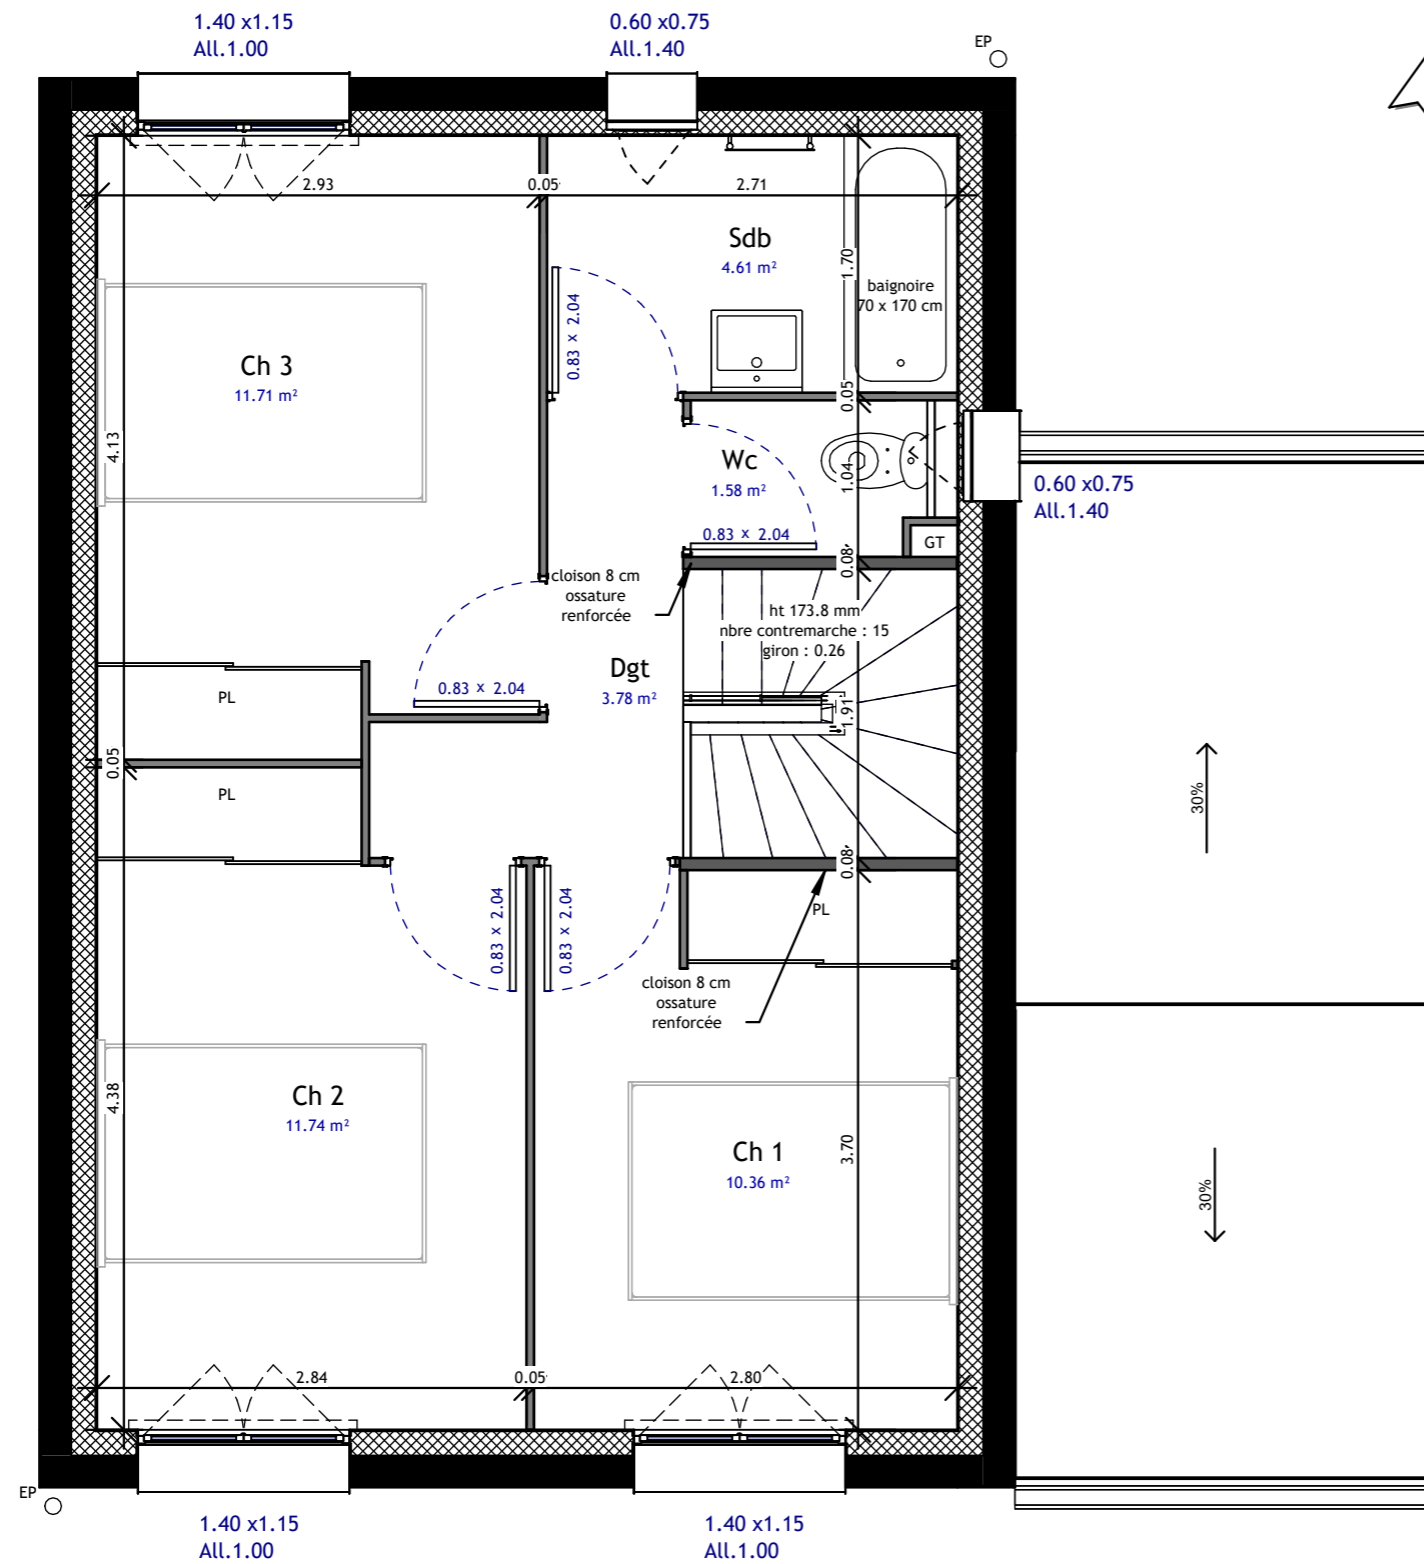 1.40 x1.15
All.1.00
0.60 x0.75
All.1.40
EP
2.93
0.05
2.71
Sdb
4.61 m²
1.70
baignoire
70 x 170 cm
0.83 x 2.04
Ch 3
11.71 m²
0.05
4.13
Wc
1.58 m²
1.04
0.60 x0.75
All.1.40
0.83 x 2.04
GT
0.08
cloison 8 cm
ossature
renforcée
ht 173.8 mm
nbre contremarche : 15
giron : 0.26
Dgt
3.78 m²
0.83 x 2.04
PL
1.91
0.05
PL
30%
0.08
PL
0.83 x 2.04
0.83 x 2.04
cloison 8 cm
ossature
renforcée
Ch 2
11.74 m²
4.38
Ch 1
10.36 m²
3.70
30%
2.84
0.05
2.80
EP
1.40 x1.15
All.1.00
1.40 x1.15
All.1.00